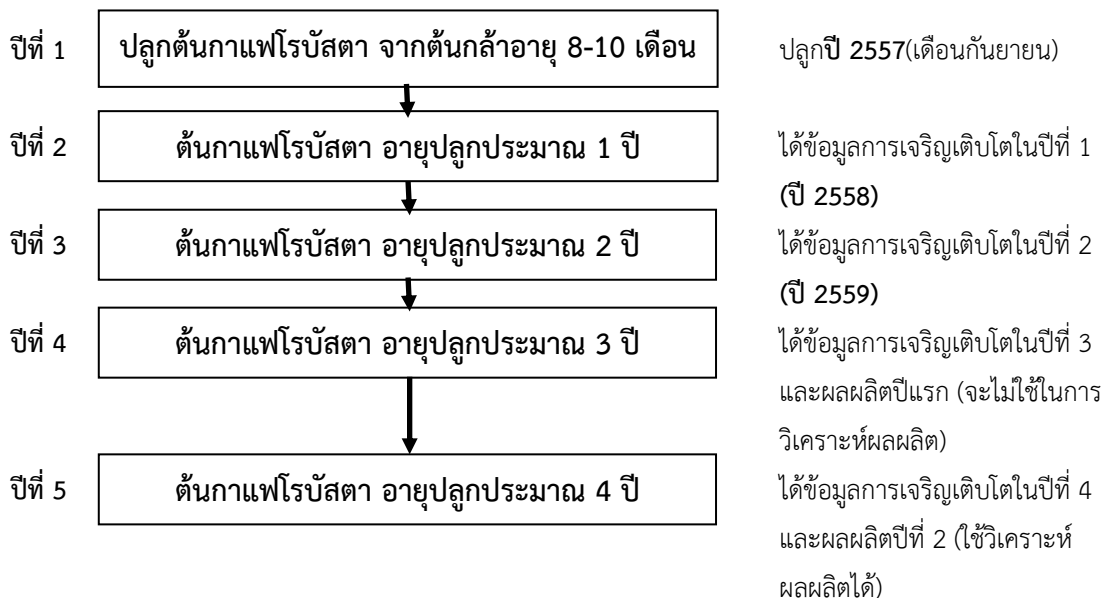 ปีที่ 1 ปลูกต้นกาแฟโรบัสตา จากต้นกล้าอายุ 8-10 เดือน ปลูกปี 2557(เดือนกันยายน)
ปีที่ 2 ต้นกาแฟโรบัสตา อายุปลูกประมาณ 1 ปี ได้ข้อมูลการเจริญเติบโตในปีที่ 1
(ปี 2558)
ปีที่ 3 ต้นกาแฟโรบัสตา อายุปลูกประมาณ 2 ปี ได้ข้อมูลการเจริญเติบโตในปีที่ 2
(ปี 2559)
ปีที่ 4 ต้นกาแฟโรบัสตา อายุปลูกประมาณ 3 ปี ได้ข้อมูลการเจริญเติบโตในปีที่ 3
และผลผลิตปีแรก (จะไม่ใช้ในการ
วิเคราะห์ผลผลิต)
ปีที่ 5 ต้นกาแฟโรบัสตา อายุปลูกประมาณ 4 ปี ได้ข้อมูลการเจริญเติบโตในปีที่ 4
และผลผลิตปีที่ 2 (ใช้วิเคราะห์
ผลผลิตได้)